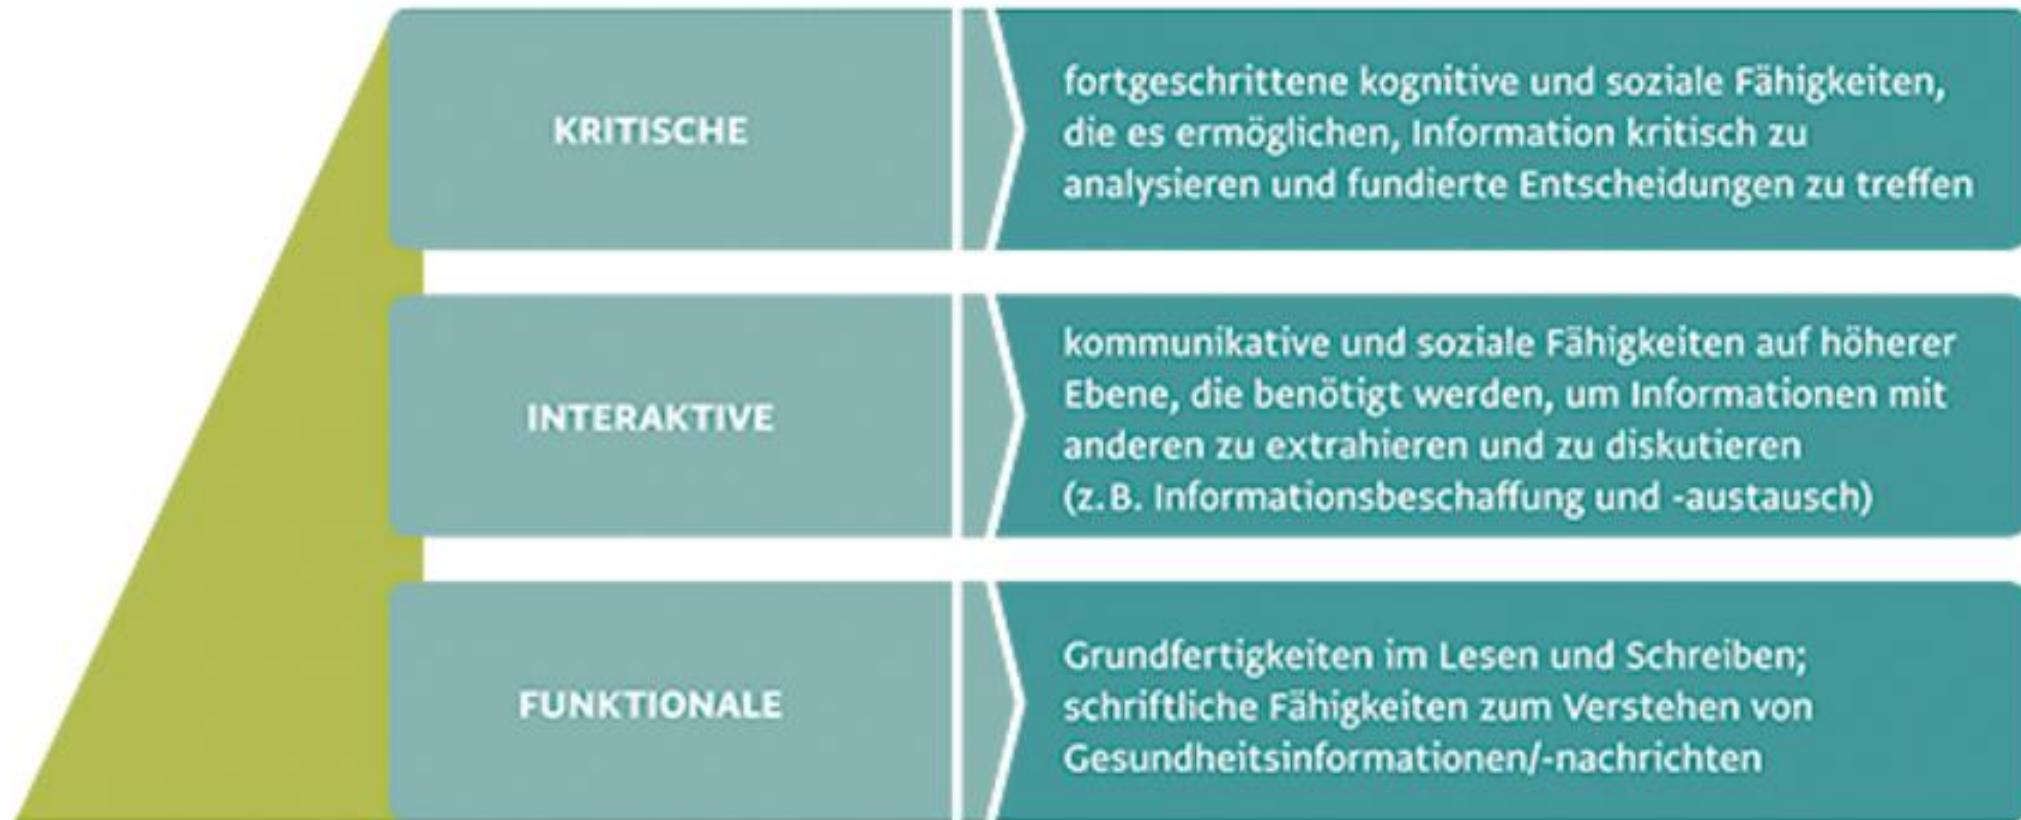 KRITISCHE
fortgeschrittene kognitive und soziale Fähigkeiten,
die es ermöglichen, Information kritisch zu
analysieren und fundierte Entscheidungen zu treffen
INTERAKTIVE
kommunikative und soziale Fähigkeiten auf höherer
Ebene, die benötigt werden, um Informationen mit
anderen zu extrahieren und zu diskutieren
(z. B. Informationsbeschaffung und -austausch)
FUNKTIONALE
Grundfertigkeiten im Lesen und Schreiben;
schriftliche Fähigkeiten zum Verstehen von
Gesundheitsinformationen/-nachrichten